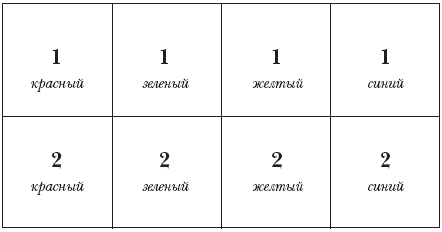 1 1 1 1
красный зеленый желтый синий
2 2 2 2
красный зеленый желтый синий